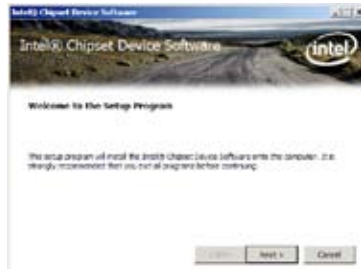 Intel(R) Chipset Device Software
Intel(R) Chipset Device Software
intel
Welcome to the Setup Program
This setup program will install the Intel(R) Chipset Device Software onto the computer. It is
strongly recommended that you exit all programs before continuing.
Next >
Cancel